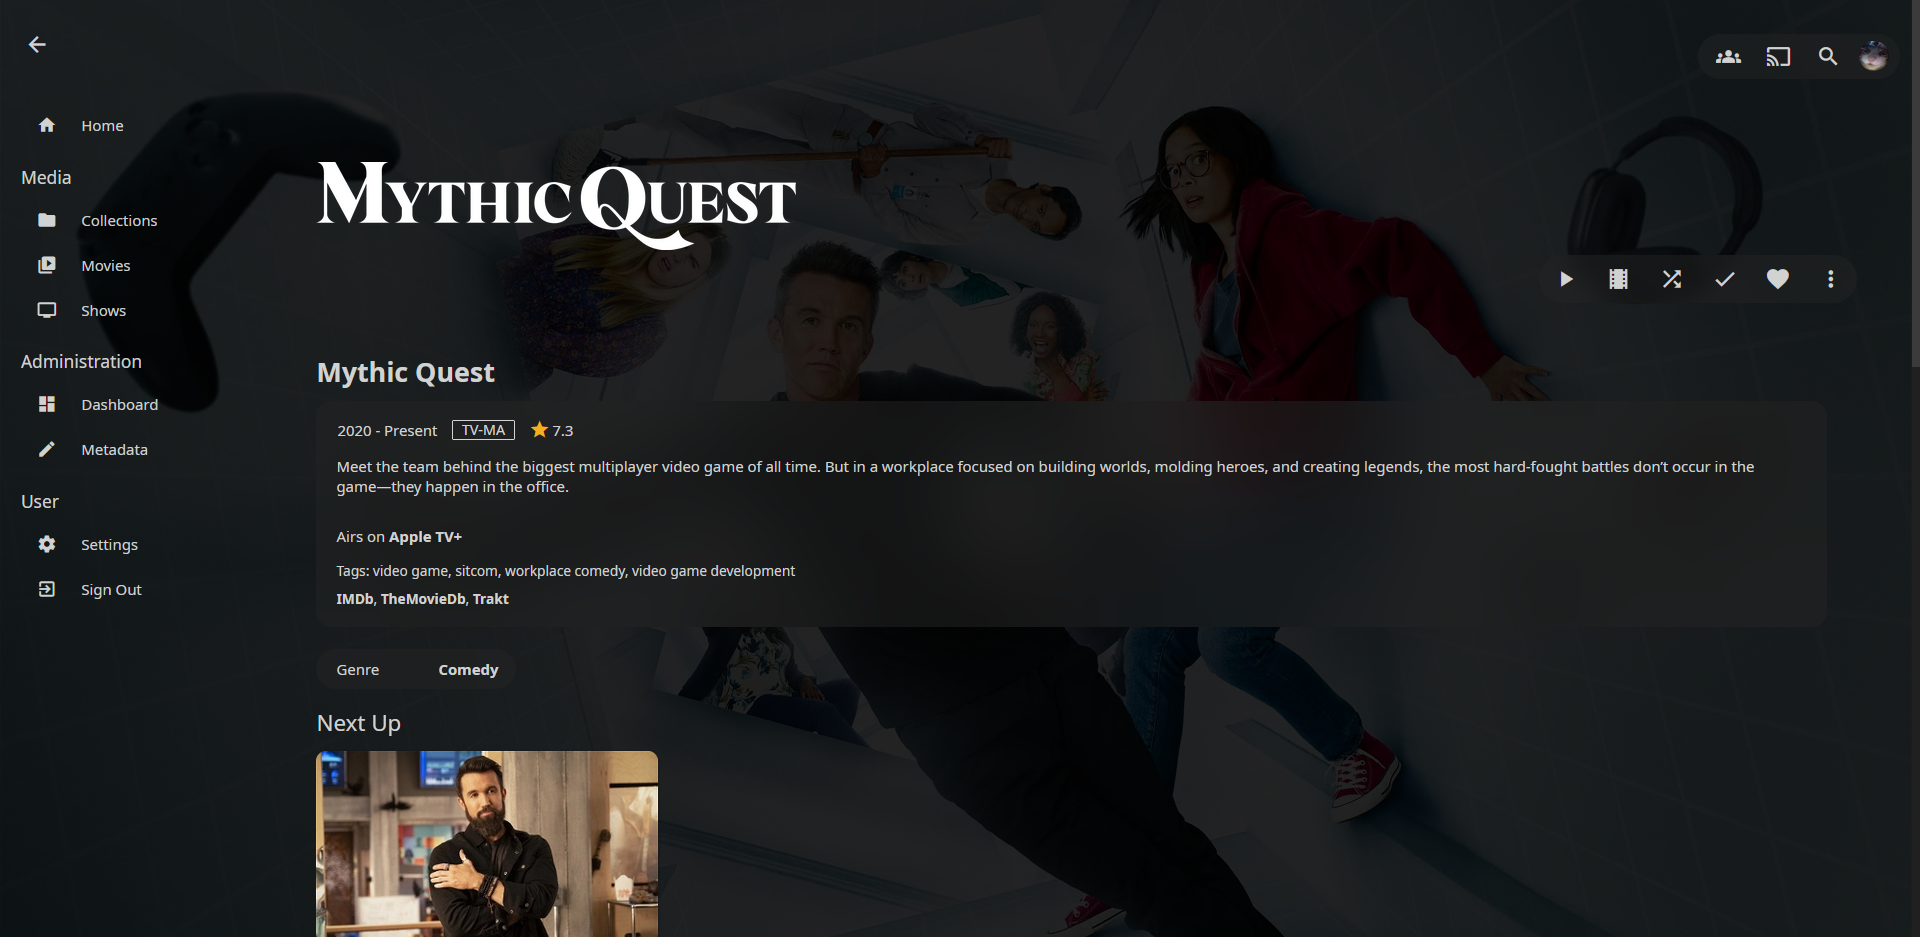 Home
Media
Collections
Movies
Shows
Administration
Dashboard
Metadata
User
Settings
Sign Out
MYTHIC QUEST
Mythic Quest
2020 - Present TV-MA 7.3
Meet the team behind the biggest multiplayer video game of all time. But in a workplace focused on building worlds, molding heroes, and creating legends, the most hard-fought battles don’t occur in the
game—they happen in the office.
Airs on Apple TV+
Tags: video game, sitcom, workplace comedy, video game development
IMDb, TheMovieDb, Trakt
Genre Comedy
Next Up